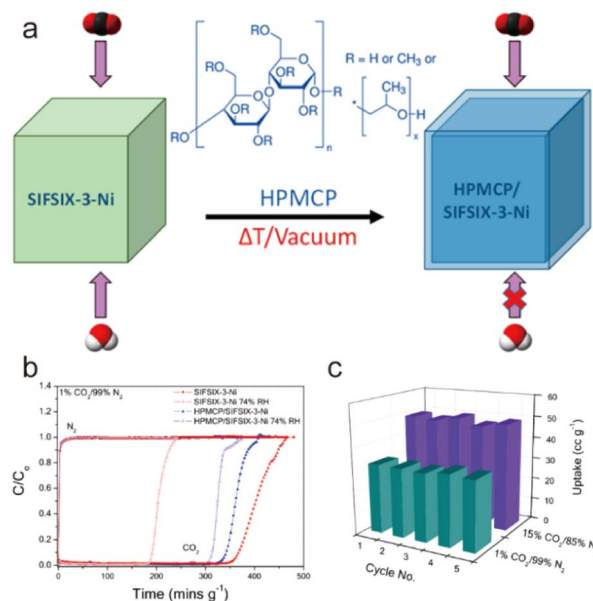 a
RO
RO
OR
O
RO
OR
OR
O
R
OR
RO
n
R = H or CH₃ or
CH₃
*
O
H
x
SIFSIX-3-Ni
HPMCP
ΔT/Vacuum
HPMCP/
SIFSIX-3-Ni
b
1% CO₂/99% N₂
SIFSIX-3-Ni
SIFSIX-3-Ni 74% RH
HPMCP/SIFSIX-3-Ni
HPMCP/SIFSIX-3-Ni 74% RH
N₂
CO₂
C/C₀
1.4
1.2
1.0
0.8
0.6
0.4
0.2
0.0
0 100 200 300 400 500
Time (mins g⁻¹)
c
60
50
40
30
20
10
0
Uptake (cc g⁻¹)
15% CO₂/85% N
1% CO₂/99% N₂
1 2 3 4 5
Cycle No.